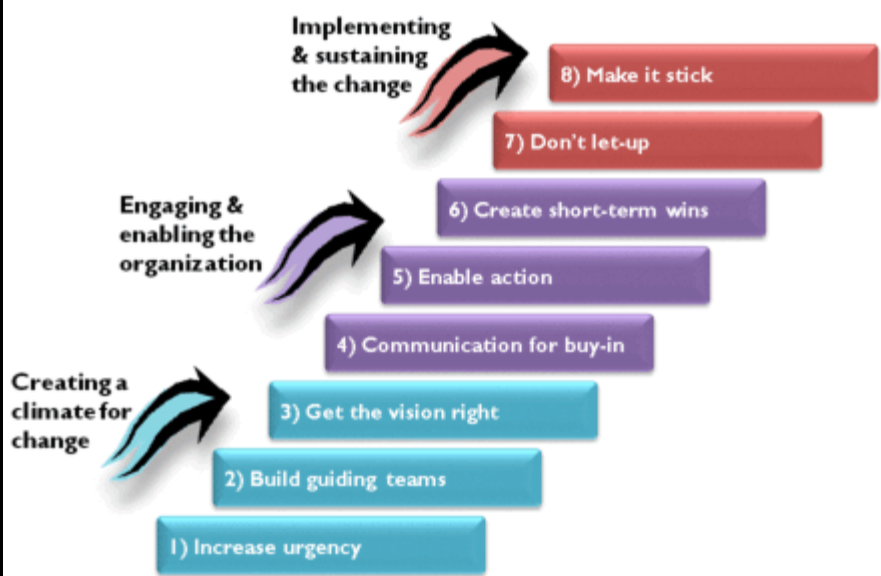 Implementing
& sustaining
the change
8) Make it stick
7) Don't let-up
Engaging &
enabling the
organization
6) Create short-term wins
5) Enable action
4) Communication for buy-in
Creating a
climate for
change
3) Get the vision right
2) Build guiding teams
1) Increase urgency